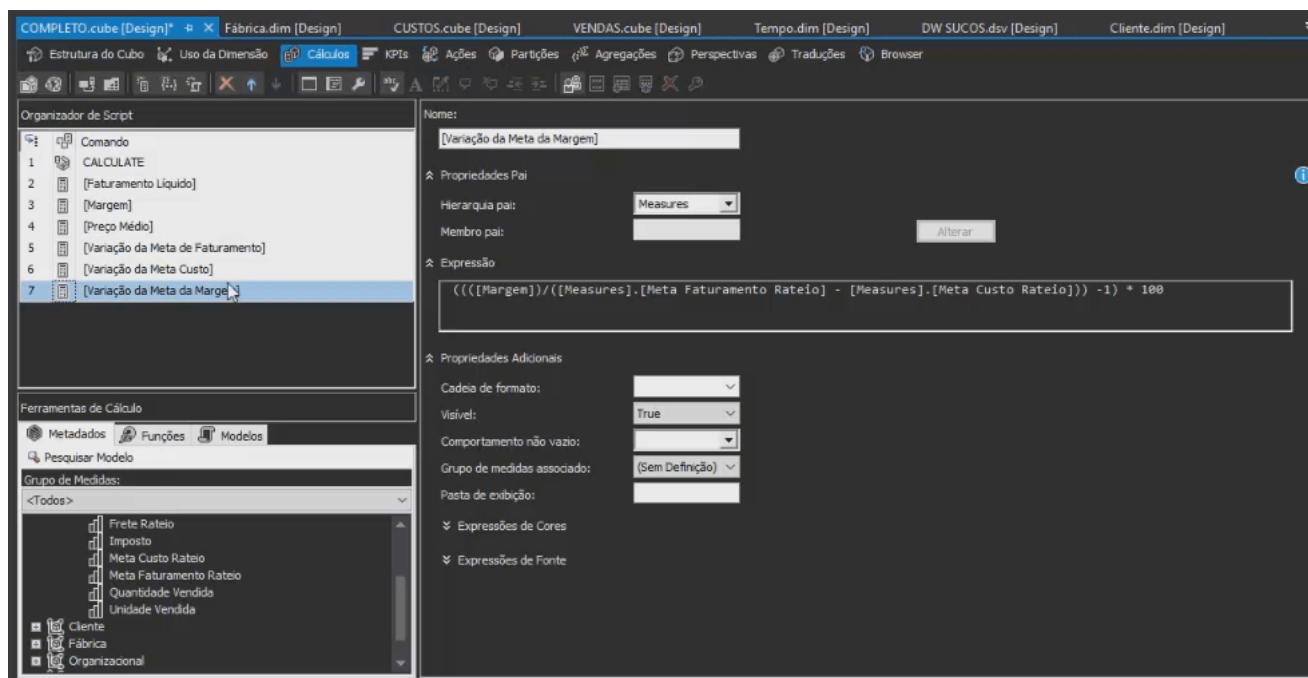 COMPLETO.cube [Design]* Fábrica.dim [Design] CUSTOS.cube [Design] VENDAS.cube [Design] Tempo.dim [Design] DW SUCOS.dsv [Design] Cliente.dim [Design]
Estrutura do Cubo Uso da Dimensão Cálculos KPIs Ações Partições Agregações Perspectivas Traduções Browser
Organizador de Script
Comando
1 CALCULATE
2 [Faturamento Líquido]
3 [Margem]
4 [Preço Médio]
5 [Variação da Meta de Faturamento]
6 [Variação da Meta Custo]
7 [Variação da Meta da Margem]
Ferramentas de Cálculo
Metadados Funções Modelos
Pesquisar Modelo
Grupo de Medidas:
<Todos>
Frete Rateio
Imposto
Meta Custo Rateio
Meta Faturamento Rateio
Quantidade Vendida
Unidade Vendida
Cliente
Fábrica
Organizacional
Nome:
[Variação da Meta da Margem]
Propriedades Pai
Hierarquia pai: Measures
Membro pai: Alterar
Expressão
((([Margem])/([Measures].[Meta Faturamento Rateio] - [Measures].[Meta Custo Rateio])) -1) * 100
Propriedades Adicionais
Cadeia de formato:
Visível: True
Comportamento não vazio:
Grupo de medidas associado: (Sem Definição)
Pasta de exibição:
Expressões de Cores
Expressões de Fonte